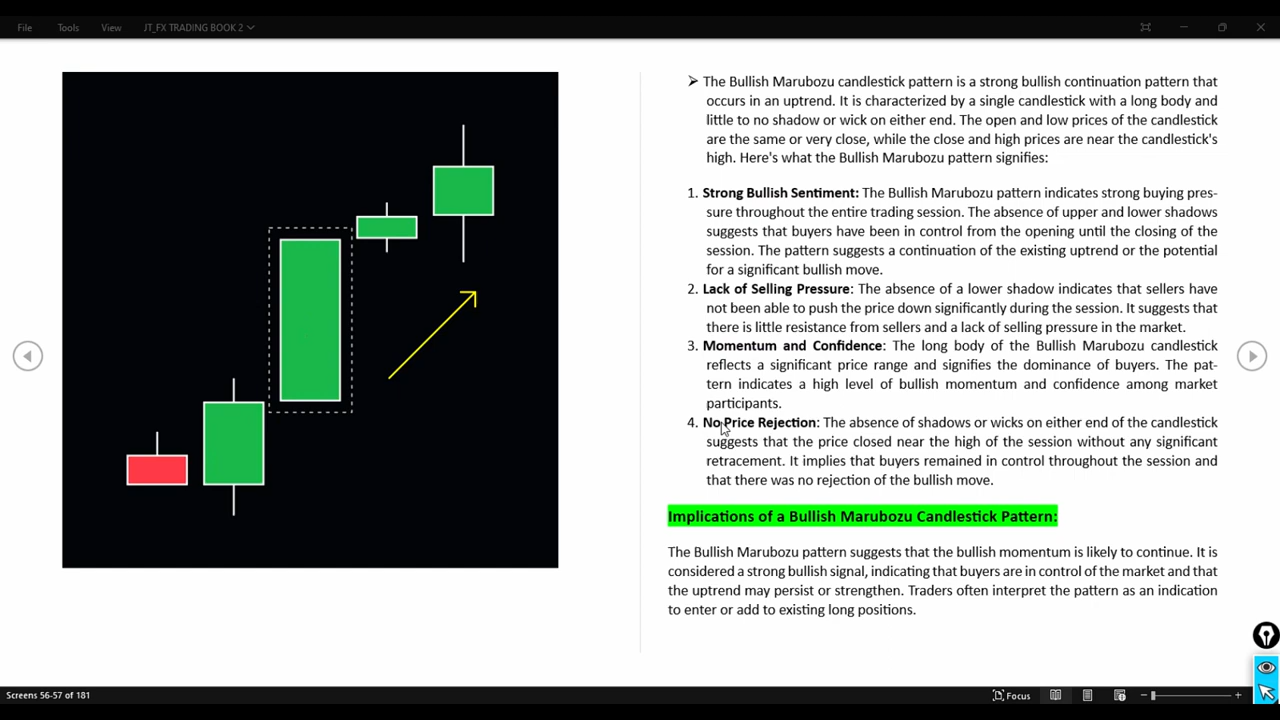 File Tools View JT_FX TRADING BOOK 2
➢ The Bullish Marubozu candlestick pattern is a strong bullish continuation pattern that
occurs in an uptrend. It is characterized by a single candlestick with a long body and
little to no shadow or wick on either end. The open and low prices of the candlestick
are the same or very close, while the close and high prices are near the candlestick's
high. Here's what the Bullish Marubozu pattern signifies:
1. Strong Bullish Sentiment: The Bullish Marubozu pattern indicates strong buying pres-
sure throughout the entire trading session. The absence of upper and lower shadows
suggests that buyers have been in control from the opening until the closing of the
session. The pattern suggests a continuation of the existing uptrend or the potential
for a significant bullish move.
2. Lack of Selling Pressure: The absence of a lower shadow indicates that sellers have
not been able to push the price down significantly during the session. It suggests that
there is little resistance from sellers and a lack of selling pressure in the market.
3. Momentum and Confidence: The long body of the Bullish Marubozu candlestick
reflects a significant price range and signifies the dominance of buyers. The pat-
tern indicates a high level of bullish momentum and confidence among market
participants.
4. No Price Rejection: The absence of shadows or wicks on either end of the candlestick
suggests that the price closed near the high of the session without any significant
retracement. It implies that buyers remained in control throughout the session and
that there was no rejection of the bullish move.
Implications of a Bullish Marubozu Candlestick Pattern:
The Bullish Marubozu pattern suggests that the bullish momentum is likely to continue. It is
considered a strong bullish signal, indicating that buyers are in control of the market and that
the uptrend may persist or strengthen. Traders often interpret the pattern as an indication
to enter or add to existing long positions.
Screens 56-57 of 181 Focus